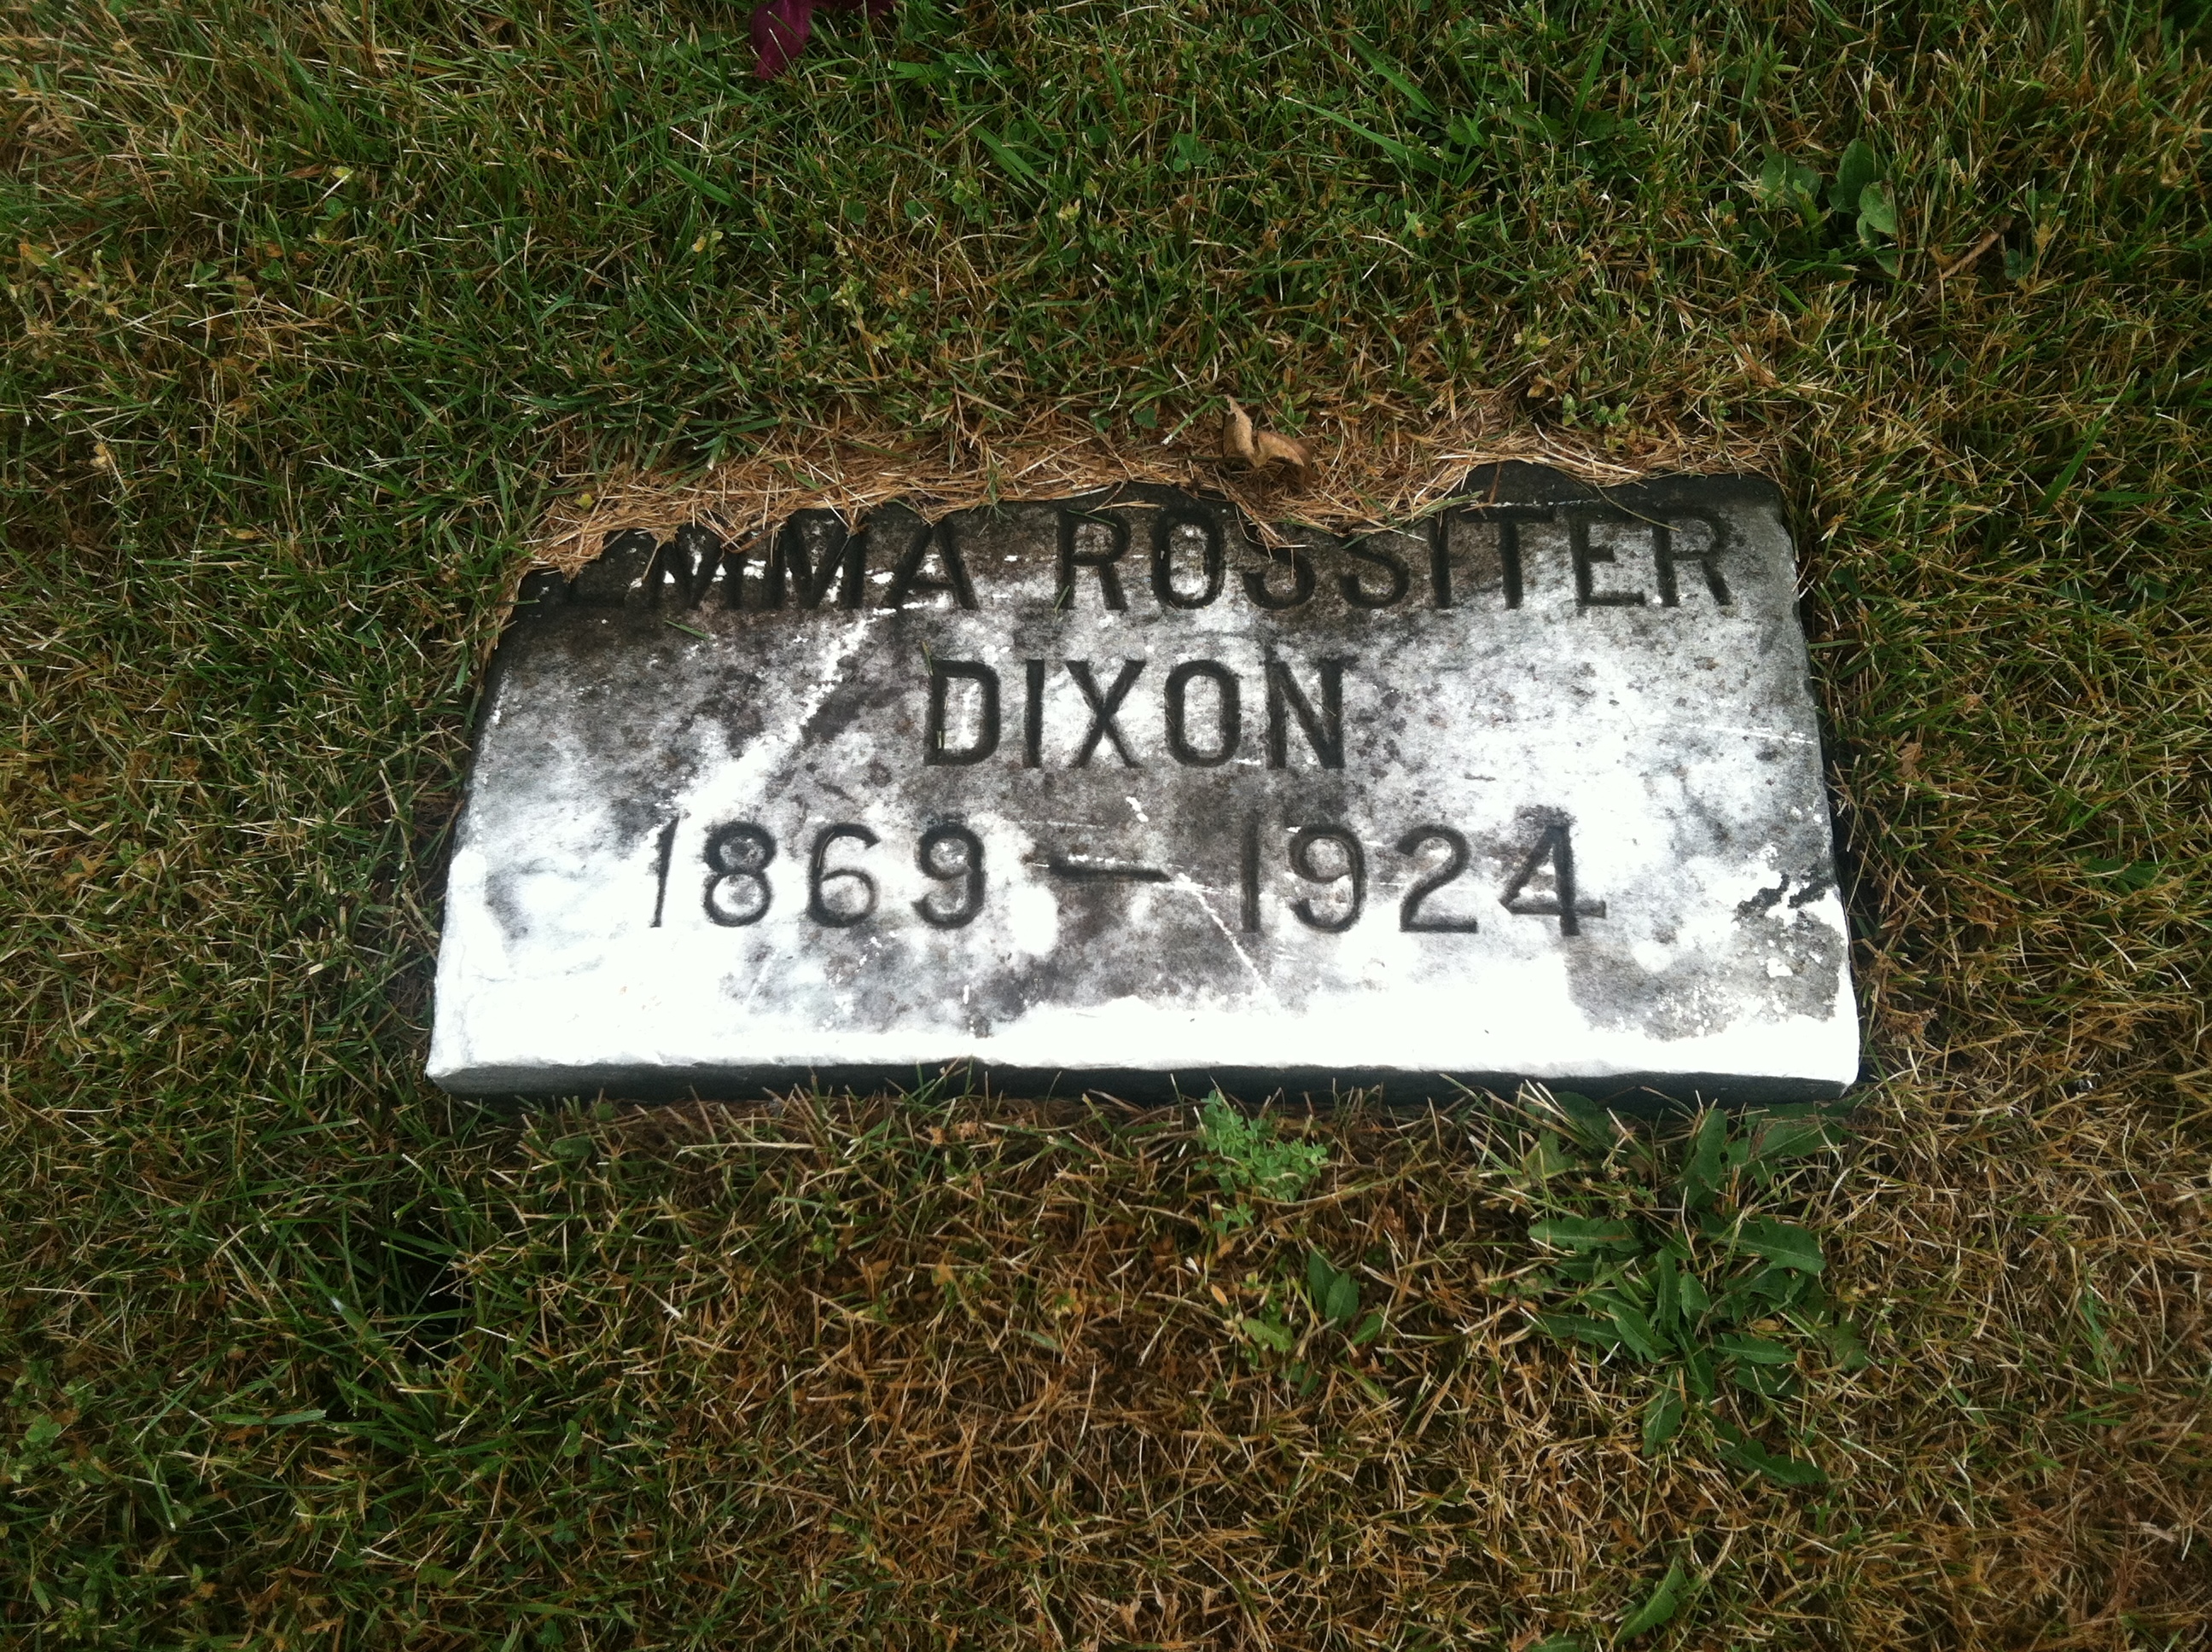 EMMA ROSSITER
DIXON
1869 — 1924